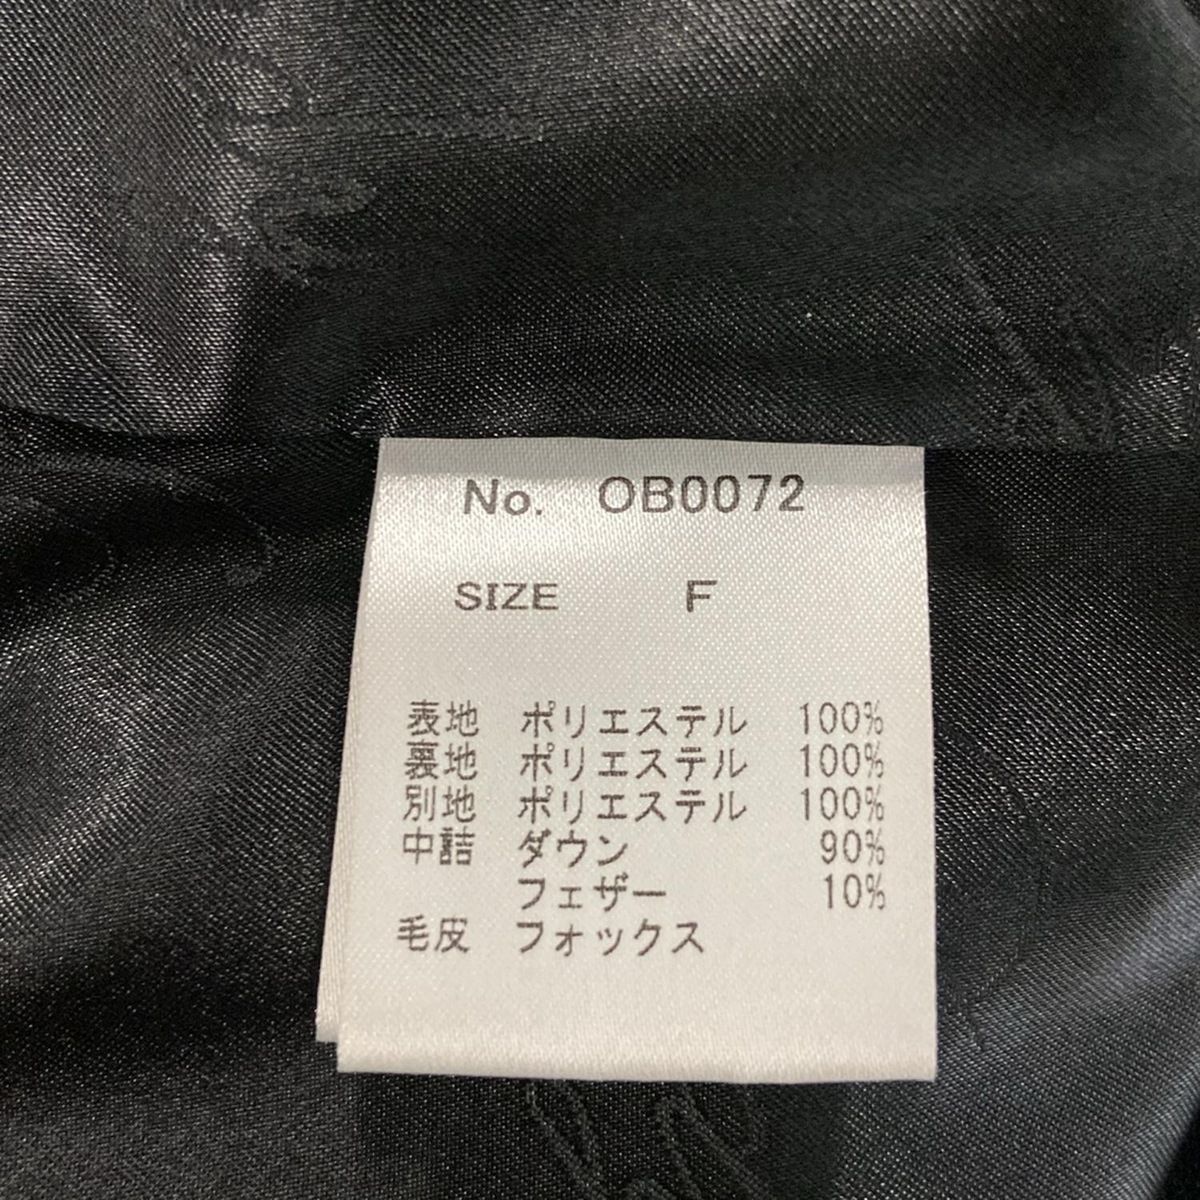 No. OB0072
SIZE F
表地 ポリエステル 100%
裏地 ポリエステル 100%
別地 ポリエステル 100%
中詰 ダウン 90%
フェザー 10%
毛皮 フォックス